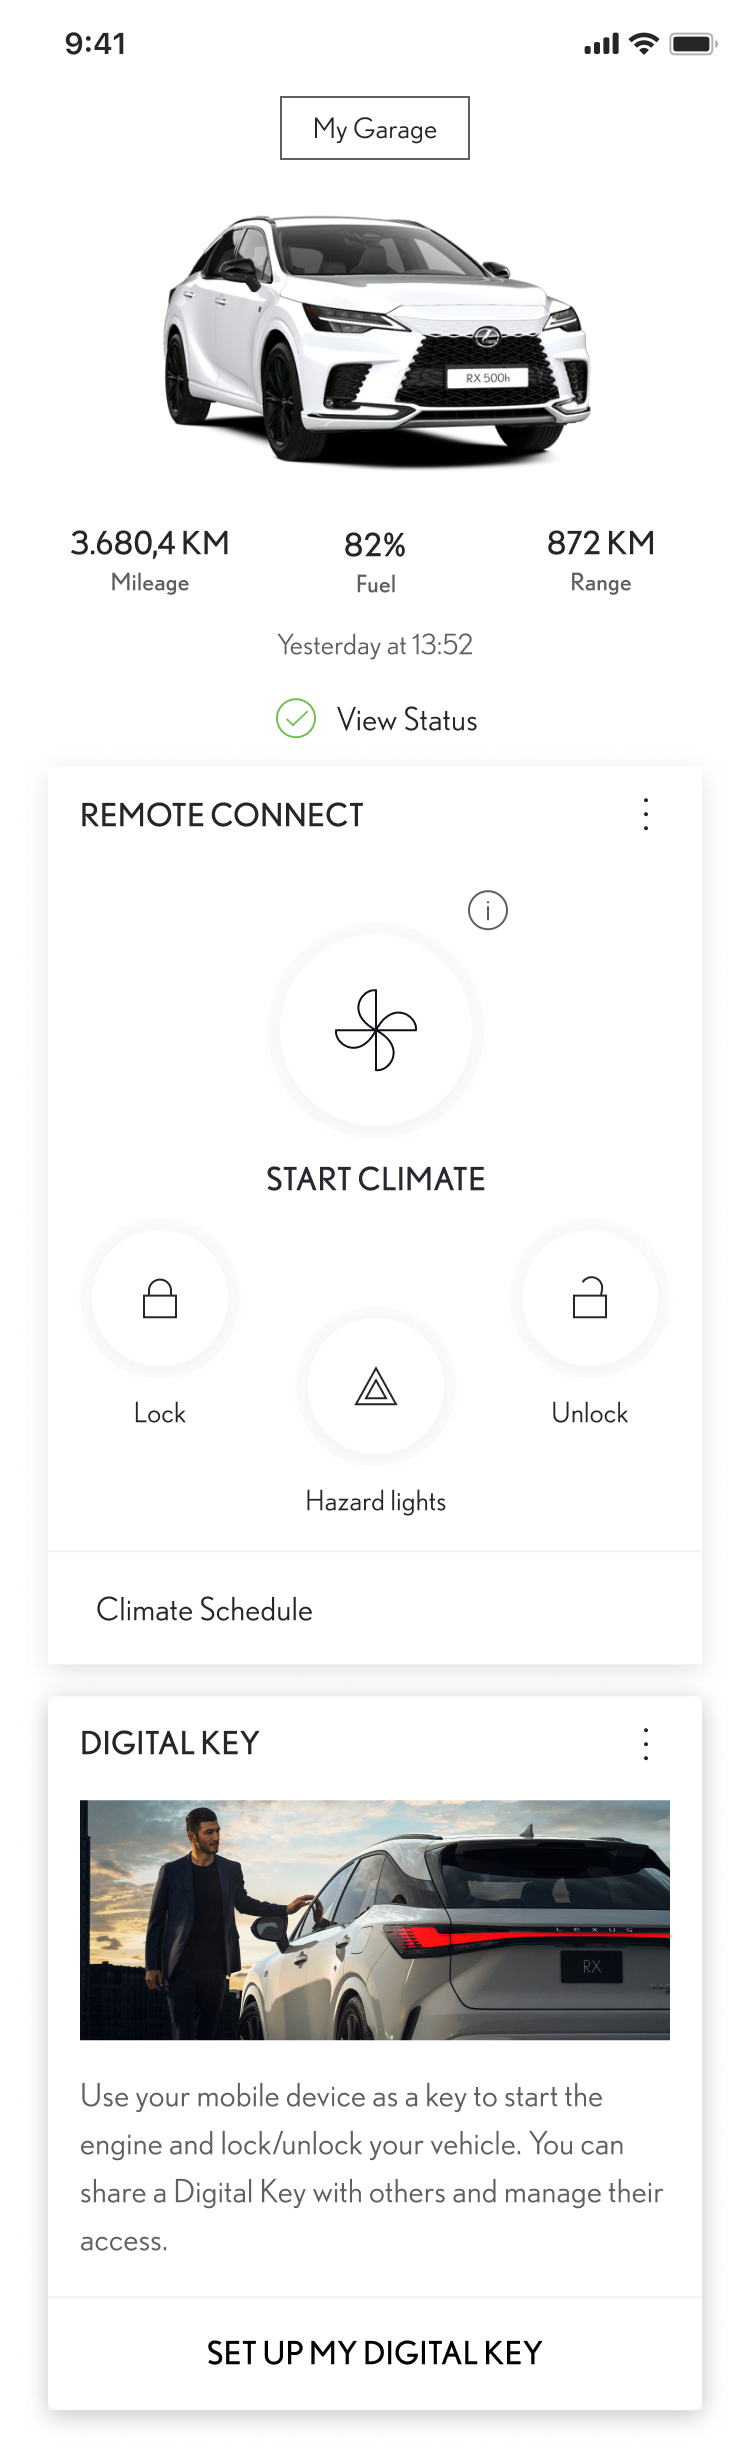 9:41
My Garage
RX 500h
3.680,4 KM
82%
872 KM
Mileage
Fuel
Range
Yesterday at 13:52
View Status
REMOTE CONNECT
i
START CLIMATE
Lock
Unlock
Hazard lights
Climate Schedule
DIGITAL KEY
LEXUS
RX
Use your mobile device as a key to start the
engine and lock/unlock your vehicle. You can
share a Digital Key with others and manage their
access.
SET UP MY DIGITAL KEY